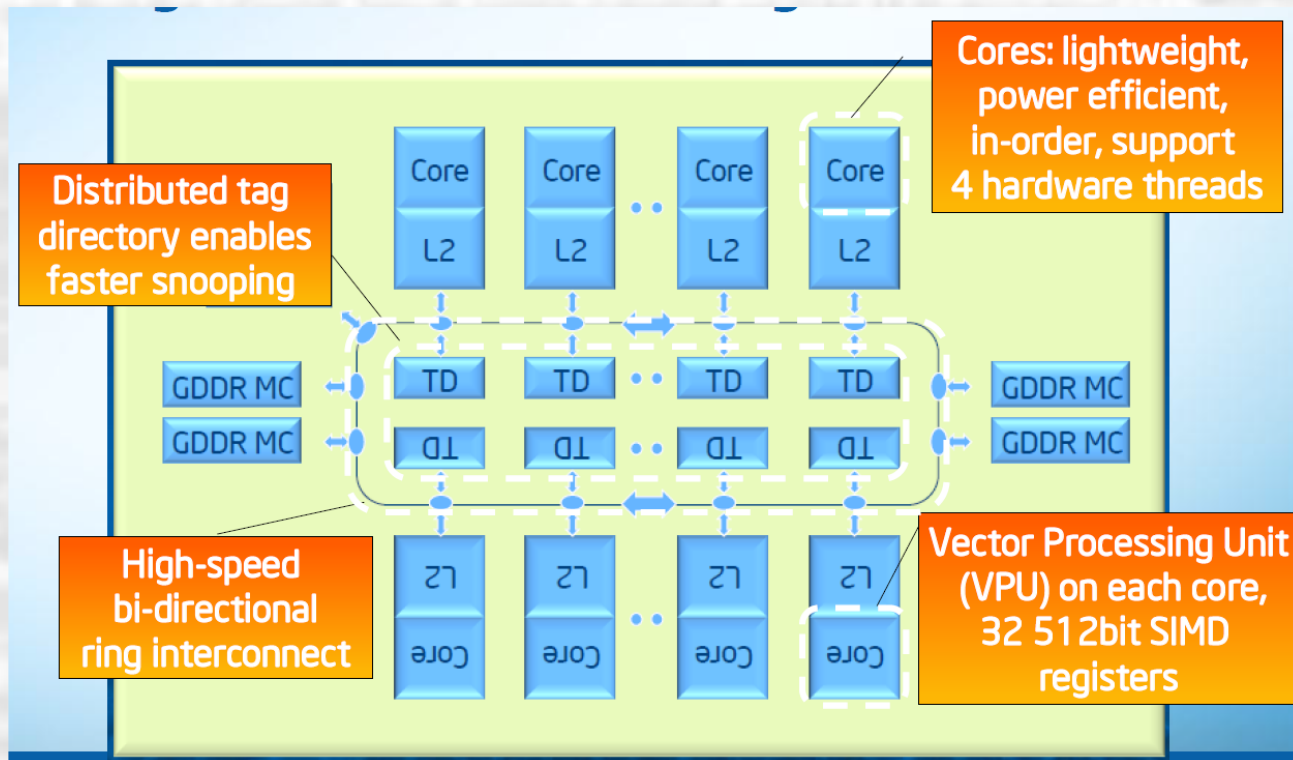 Cores: lightweight,
power efficient,
in-order, support
4 hardware threads
Distributed tag
directory enables
faster snooping
Core Core Core Core
L2 L2 L2 L2
GDDR MC TD TD TD TD GDDR MC
GDDR MC TD TD TD TD GDDR MC
L2 L2 L2 L2
Core Core Core Core
High-speed
bi-directional
ring interconnect
Vector Processing Unit
(VPU) on each core,
32 512bit SIMD
registers